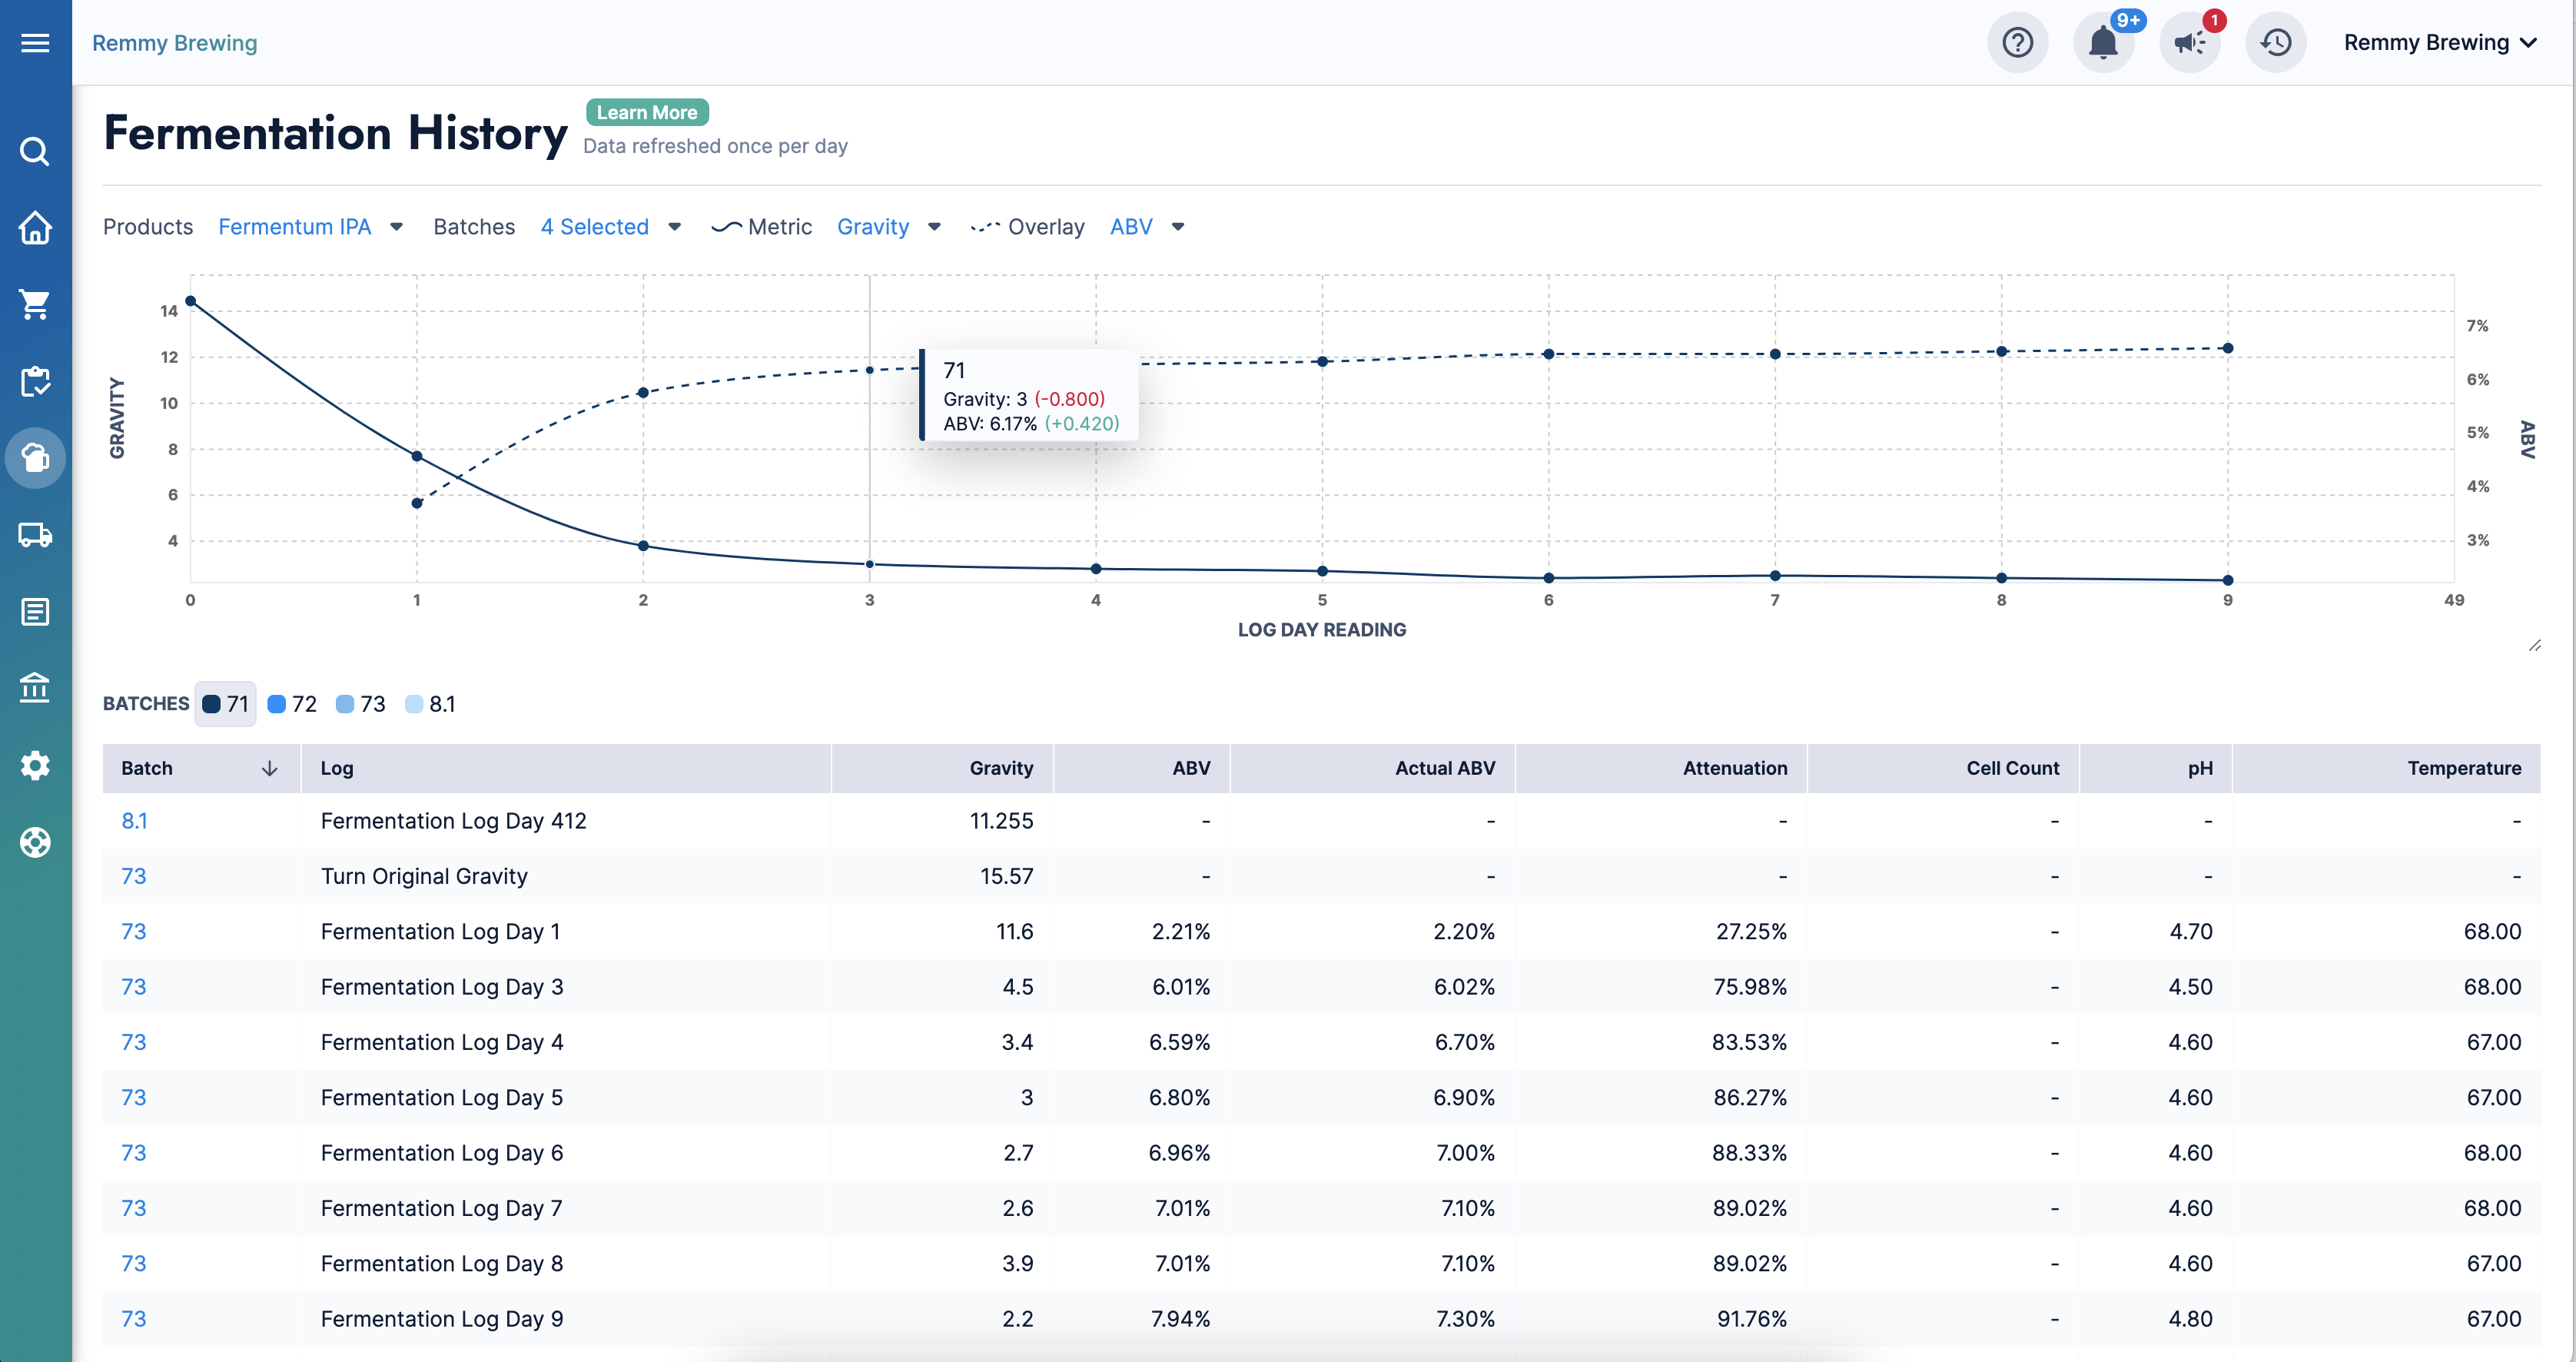 Remmy Brewing
9+
1
Remmy Brewing
Fermentation History
Learn More
Data refreshed once per day
Products Fermentum IPA Batches 4 Selected Metric Gravity Overlay ABV
14
12
10
8
6
4
GRAVITY
7%
6%
5%
4%
3%
ABV
71
Gravity: 3 (-0.800)
ABV: 6.17% (+0.420)
0 1 2 3 4 5 6 7 8 9 49
LOG DAY READING
BATCHES 71 72 73 8.1
Batch Log Gravity ABV Actual ABV Attenuation Cell Count pH Temperature
8.1 Fermentation Log Day 412 11.255 - - - - - -
73 Turn Original Gravity 15.57 - - - - - -
73 Fermentation Log Day 1 11.6 2.21% 2.20% 27.25% - 4.70 68.00
73 Fermentation Log Day 3 4.5 6.01% 6.02% 75.98% - 4.50 68.00
73 Fermentation Log Day 4 3.4 6.59% 6.70% 83.53% - 4.60 67.00
73 Fermentation Log Day 5 3 6.80% 6.90% 86.27% - 4.60 67.00
73 Fermentation Log Day 6 2.7 6.96% 7.00% 88.33% - 4.60 68.00
73 Fermentation Log Day 7 2.6 7.01% 7.10% 89.02% - 4.60 68.00
73 Fermentation Log Day 8 3.9 7.01% 7.10% 89.02% - 4.60 67.00
73 Fermentation Log Day 9 2.2 7.94% 7.30% 91.76% - 4.80 67.00